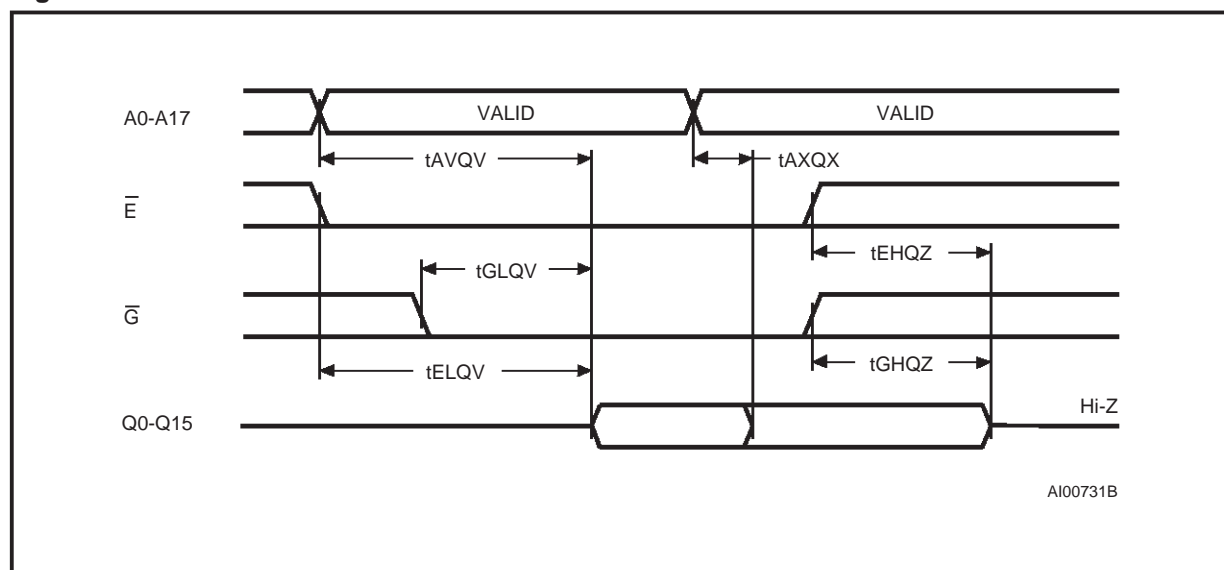 A0-A17
VALID
VALID
tAVQV
tAXQX
E̅
tEHQZ
tGLQV
G̅
tGHQZ
tELQV
Q0-Q15
Hi-Z
AI00731B